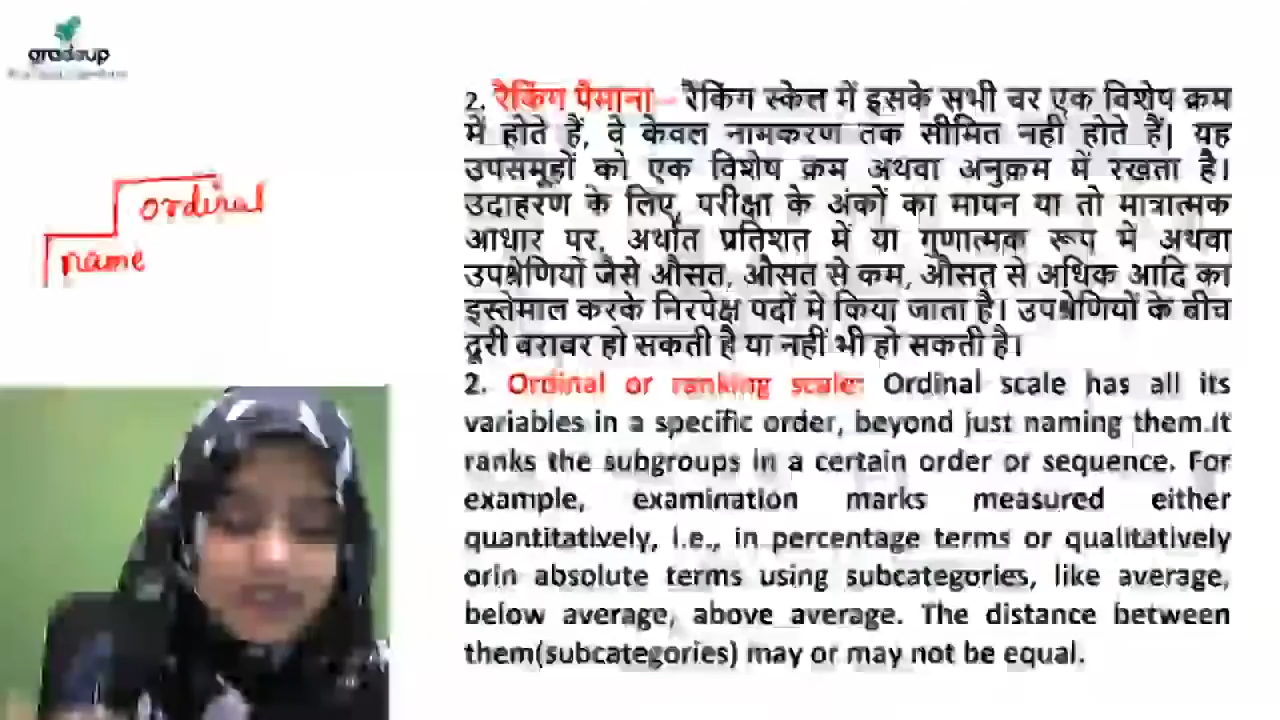 gradeup
ordinal
name
2. रैंकिंग पैमाना– रैंकिंग स्केल में इसके सभी चर एक विशेष क्रम
में होते हैं, वे केवल नामकरण तक सीमित नही होते हैं| यह
उपसमूहों को एक विशेष क्रम अथवा अनुक्रम में रखता है।
उदाहरण के लिए, परीक्षा के अंकों का मापन या तो मात्रात्मक
आधार पर, अर्थात प्रतिशत में या गुणात्मक रूप में अथवा
उपश्रेणियों जैसे औसत, औसत से कम, औसत से अधिक आदि का
इस्तेमाल करके निरपेक्ष पदों में किया जाता है। उपश्रेणियों के बीच
दूरी बराबर हो सकती है या नहीं भी हो सकती है।
2. Ordinal or ranking scale: Ordinal scale has all its
variables in a specific order, beyond just naming them.It
ranks the subgroups in a certain order or sequence. For
example, examination marks measured either
quantitatively, i.e., in percentage terms or qualitatively
orin absolute terms using subcategories, like average,
below average, above average. The distance between
them(subcategories) may or may not be equal.